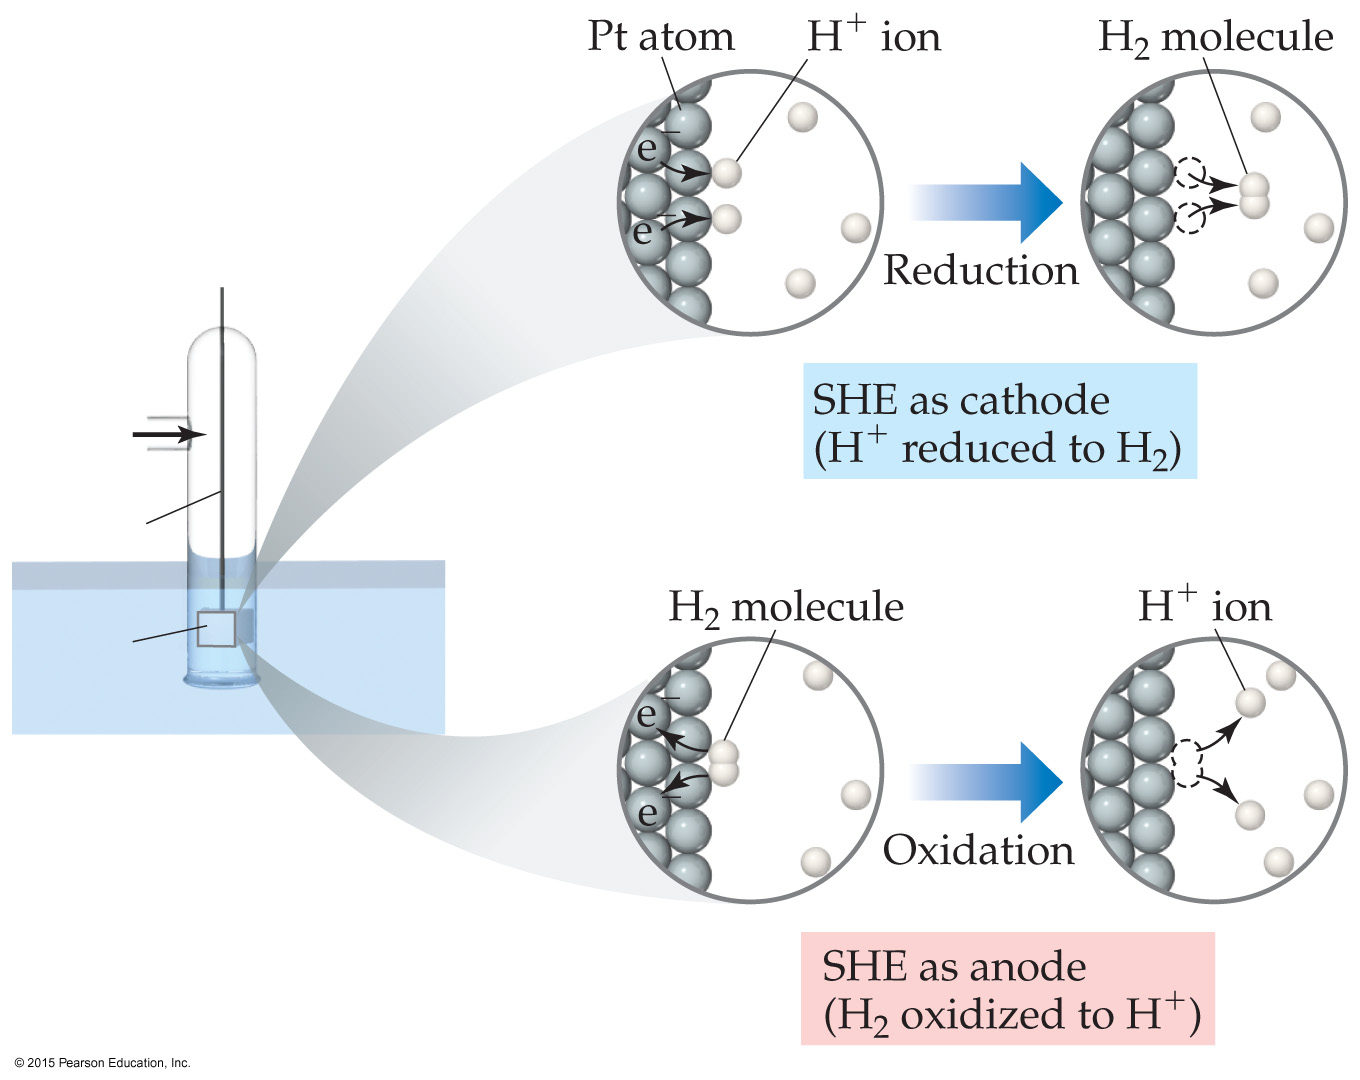 Pt atom
H⁺ ion
H₂ molecule
e⁻
e⁻
Reduction
SHE as cathode
(H⁺ reduced to H₂)
H₂ molecule
H⁺ ion
e⁻
e⁻
Oxidation
SHE as anode
(H₂ oxidized to H⁺)
© 2015 Pearson Education, Inc.